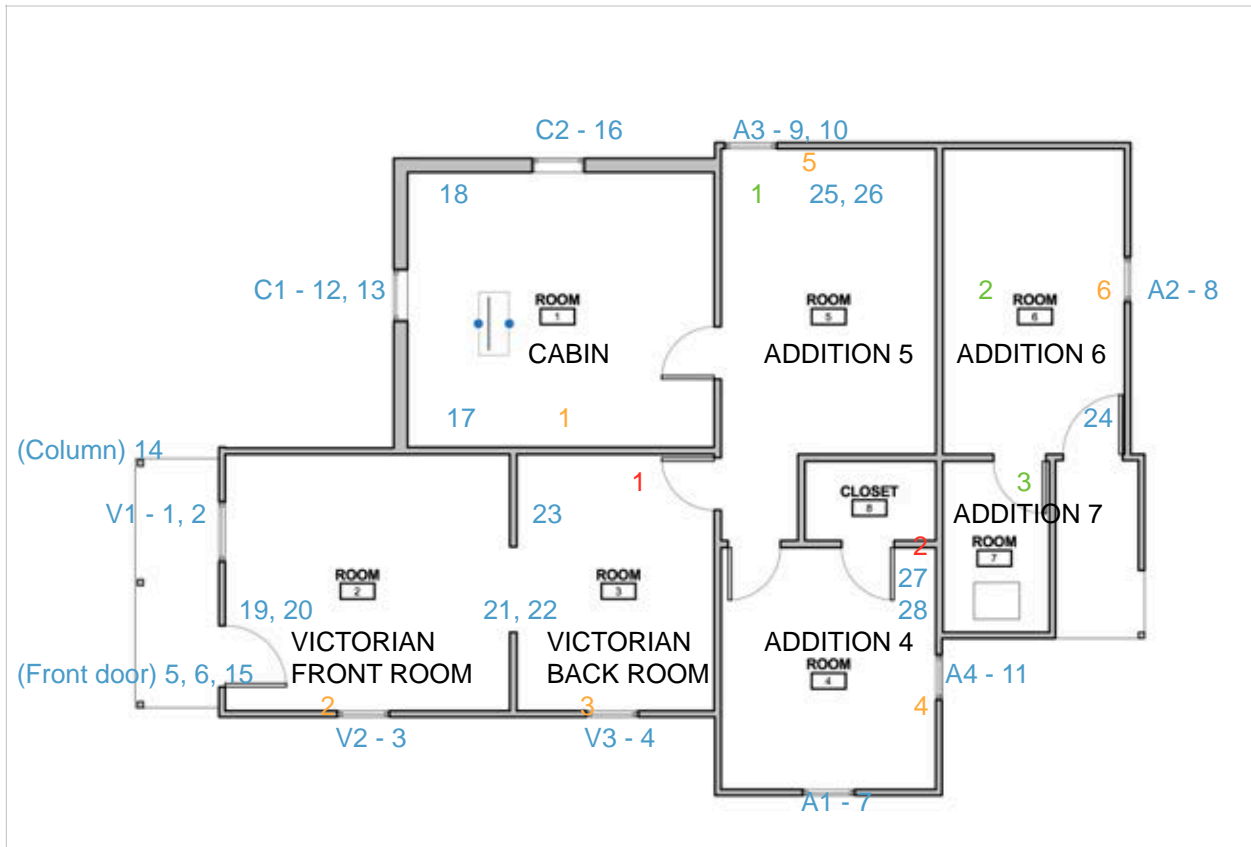 C2 - 16
A3 - 9, 10
5
18
1
25, 26
C1 - 12, 13
ROOM
1
CABIN
ROOM
5
ADDITION 5
2
ROOM
6
ADDITION 6
6
A2 - 8
17
1
24
(Column) 14
1
CLOSET
8
3
V1 - 1, 2
23
ADDITION 7
ROOM
7
2
27
28
ROOM
2
ROOM
3
19, 20
21, 22
VICTORIAN
FRONT ROOM
VICTORIAN
BACK ROOM
ADDITION 4
ROOM
4
(Front door) 5, 6, 15
A4 - 11
2
3
4
V2 - 3
V3 - 4
A1 - 7